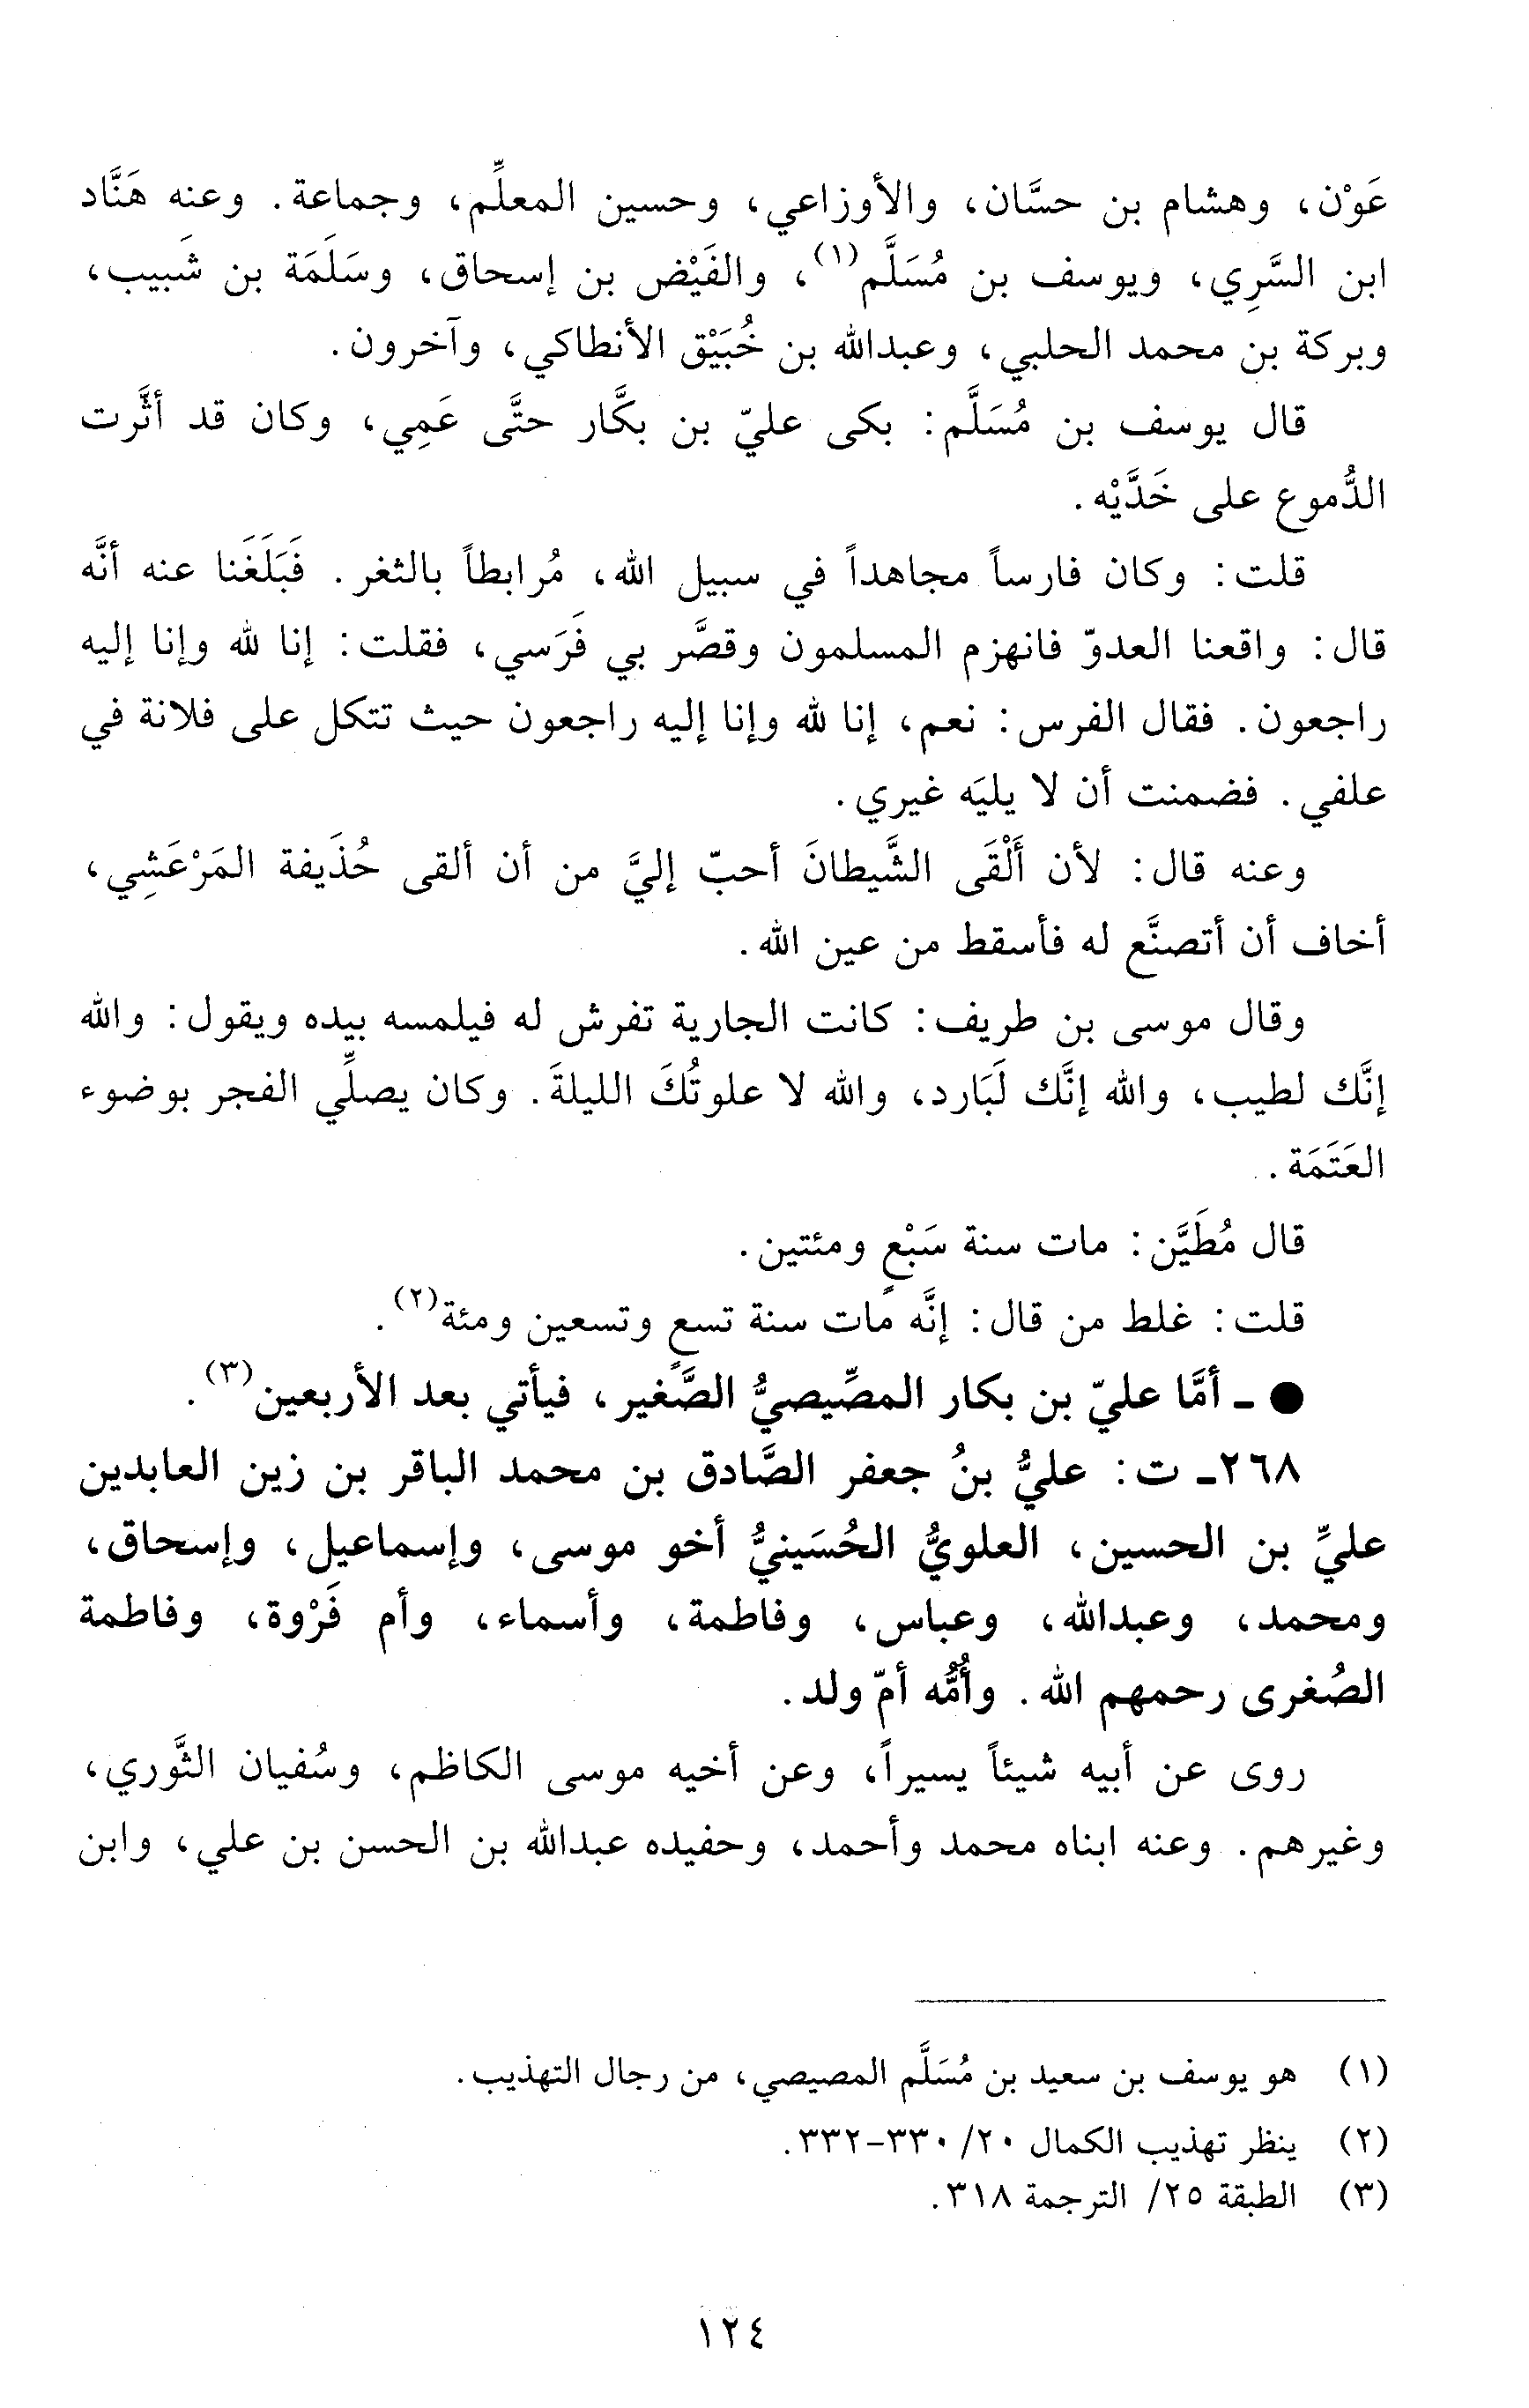 عَوْن، وهشام بن حسَّان، والأوزاعي، وحسين المعلِّم، وجماعة. وعنه هَنَّاد
ابن السَّرِي، ويوسف بن مُسَلَّم(١)، والفَيْض بن إسحاق، وسَلَمَة بن شَبيب،
وبركة بن محمد الحلبي، وعبدالله بن خُبَيْق الأنطاكي، وآخرون.
قال يوسف بن مُسَلَّم: بكى عليّ بن بكَّار حتَّى عَمِي، وكان قد أثَّرت
الدُّموع على خَدَّيْه.
قلت: وكان فارساً مجاهداً في سبيل الله، مُرابطاً بالثغر. فَبَلَغَنا عنه أنَّه
قال: واقعنا العدوّ فانهزم المسلمون وقصَّر بي فَرَسي، فقلت: إنا لله وإنا إليه
راجعون. فقال الفرس: نعم، إنا لله وإنا إليه راجعون حيث تتكل على فلانة في
علفي. فضمنت أن لا يليَه غيري.
وعنه قال: لأن أَلْقَى الشَّيطانَ أحبّ إليَّ من أن ألقى حُذَيفة المَرْعَشِي،
أخاف أن أتصنَّع له فأسقط من عين الله.
وقال موسى بن طريف: كانت الجارية تفرش له فيلمسه بيده ويقول: والله
إنَّك لطيب، والله إنَّك لَبَارد، والله لا علوتُكَ الليلةَ. وكان يصلِّي الفجر بوضوء
العَتَمَة.
قال مُطَيَّن: مات سنة سَبْعٍ ومئتين.
قلت: غلط من قال: إنَّه مات سنة تسعٍ وتسعين ومئة(٢).
● ـ أمَّا عليّ بن بكار المصِّيصيُّ الصَّغير، فيأتي بعد الأربعين(٣).
٢٦٨ـ ت: عليُّ بنُ جعفر الصَّادق بن محمد الباقر بن زين العابدين
عليِّ بن الحسين، العلويُّ الحُسَينيُّ أخو موسى، وإسماعيل، وإسحاق،
ومحمد، وعبدالله، وعباس، وفاطمة، وأسماء، وأم فَرْوة، وفاطمة
الصُغرى رحمهم الله. وأُمُّه أمّ ولد.
روى عن أبيه شيئاً يسيراً، وعن أخيه موسى الكاظم، وسُفيان الثَّوري،
وغيرهم. وعنه ابناه محمد وأحمد، وحفيده عبدالله بن الحسن بن علي، وابن
(١) هو يوسف بن سعيد بن مُسَلَّم المصيصي، من رجال التهذيب.
(٢) ينظر تهذيب الكمال ٢٠/ ٣٣٠-٣٣٢.
(٣) الطبقة ٢٥/ الترجمة ٣١٨.
١٢٤